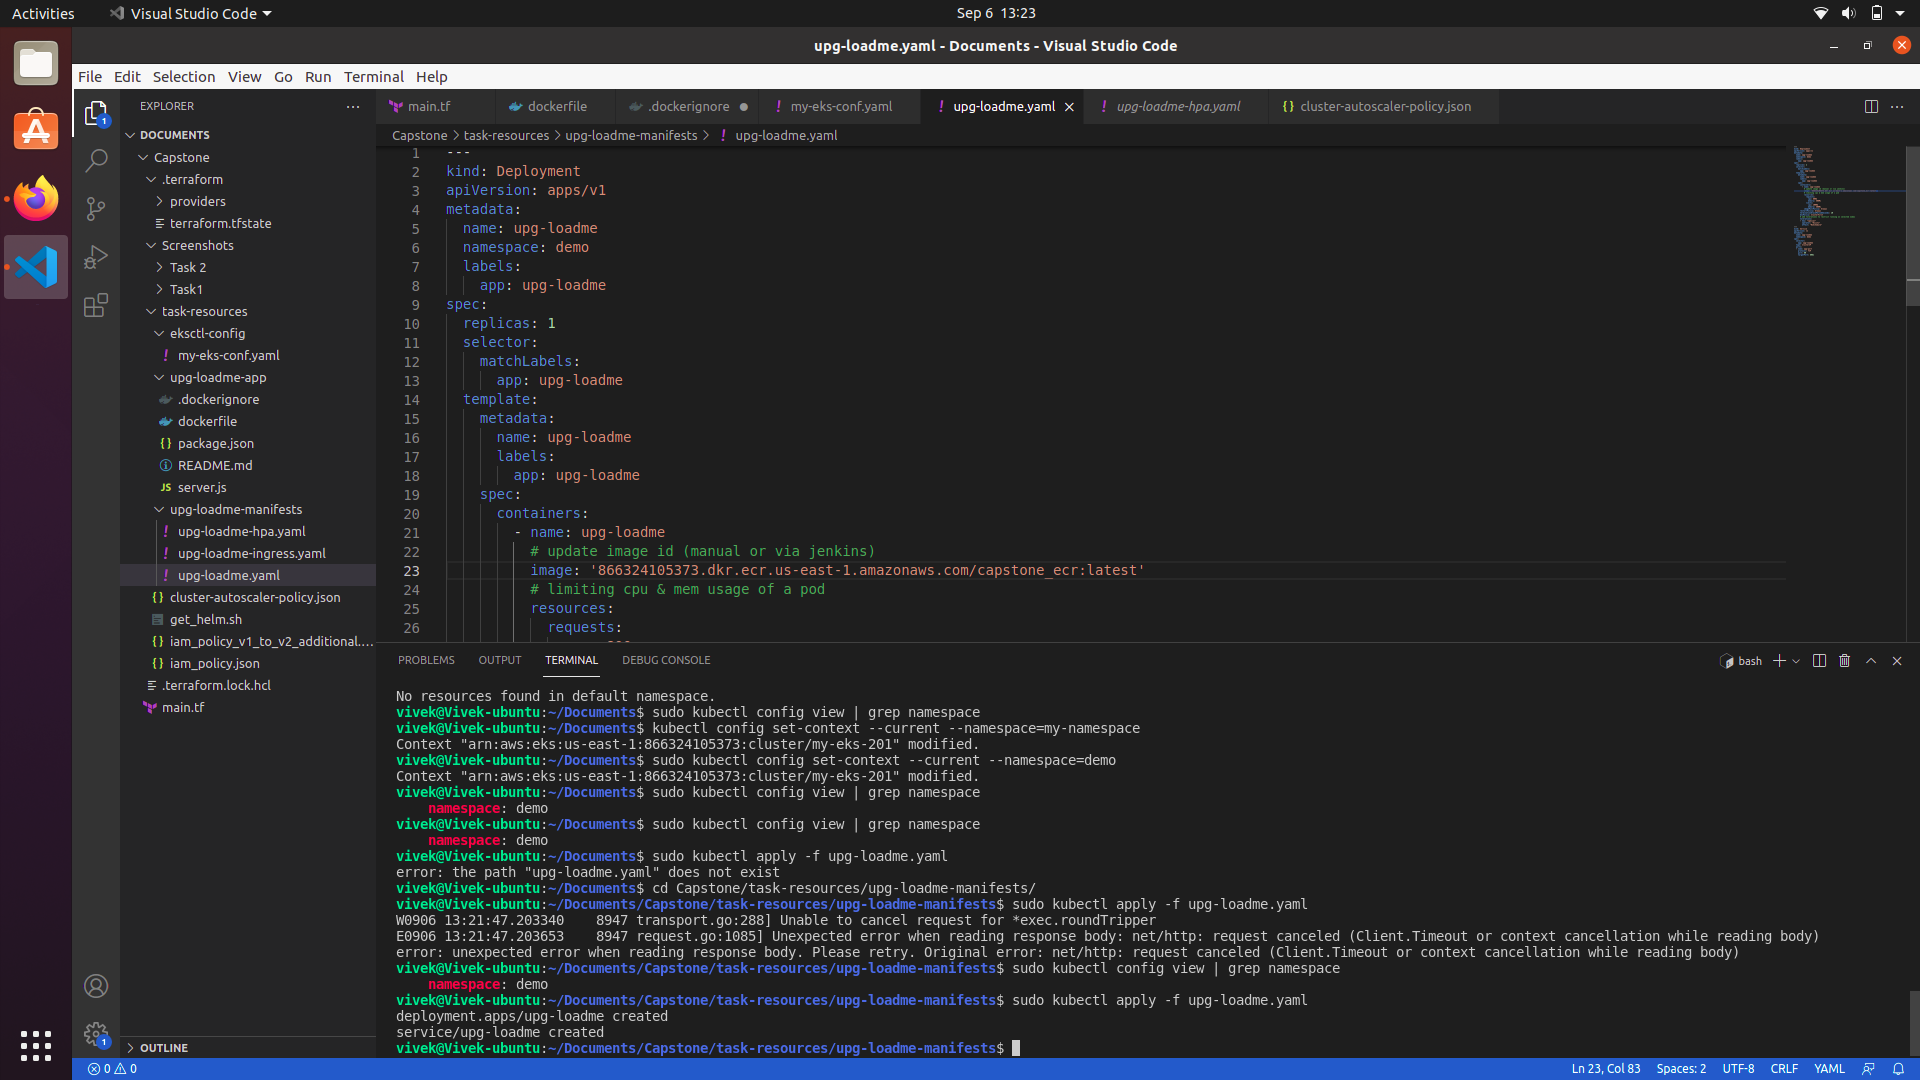 Activities
Visual Studio Code
Sep 6 13:23
upg-loadme.yaml - Documents - Visual Studio Code
File Edit Selection View Go Run Terminal Help
EXPLORER
DOCUMENTS
Capstone
.terraform
providers
terraform.tfstate
Screenshots
Task 2
Task1
task-resources
eksctl-config
my-eks-conf.yaml
upg-loadme-app
.dockerignore
dockerfile
package.json
README.md
JS server.js
upg-loadme-manifests
upg-loadme-hpa.yaml
upg-loadme-ingress.yaml
upg-loadme.yaml
cluster-autoscaler-policy.json
get_helm.sh
iam_policy_v1_to_v2_additional....
iam_policy.json
.terraform.lock.hcl
main.tf
OUTLINE
main.tf dockerfile .dockerignore my-eks-conf.yaml upg-loadme.yaml upg-loadme-hpa.yaml cluster-autoscaler-policy.json
Capstone > task-resources > upg-loadme-manifests > ! upg-loadme.yaml
1 ---
2 kind: Deployment
3 apiVersion: apps/v1
4 metadata:
5 name: upg-loadme
6 namespace: demo
7 labels:
8 app: upg-loadme
9 spec:
10 replicas: 1
11 selector:
12 matchLabels:
13 app: upg-loadme
14 template:
15 metadata:
16 name: upg-loadme
17 labels:
18 app: upg-loadme
19 spec:
20 containers:
21 - name: upg-loadme
22 # update image id (manual or via jenkins)
23 image: '866324105373.dkr.ecr.us-east-1.amazonaws.com/capstone_ecr:latest'
24 # limiting cpu & mem usage of a pod
25 resources:
26 requests:
PROBLEMS OUTPUT TERMINAL DEBUG CONSOLE
bash
No resources found in default namespace.
vivek@Vivek-ubuntu:~/Documents$ sudo kubectl config view | grep namespace
vivek@Vivek-ubuntu:~/Documents$ kubectl config set-context --current --namespace=my-namespace
Context "arn:aws:eks:us-east-1:866324105373:cluster/my-eks-201" modified.
vivek@Vivek-ubuntu:~/Documents$ sudo kubectl config set-context --current --namespace=demo
Context "arn:aws:eks:us-east-1:866324105373:cluster/my-eks-201" modified.
vivek@Vivek-ubuntu:~/Documents$ sudo kubectl config view | grep namespace
namespace: demo
vivek@Vivek-ubuntu:~/Documents$ sudo kubectl config view | grep namespace
namespace: demo
vivek@Vivek-ubuntu:~/Documents$ sudo kubectl apply -f upg-loadme.yaml
error: the path "upg-loadme.yaml" does not exist
vivek@Vivek-ubuntu:~/Documents$ cd Capstone/task-resources/upg-loadme-manifests/
vivek@Vivek-ubuntu:~/Documents/Capstone/task-resources/upg-loadme-manifests$ sudo kubectl apply -f upg-loadme.yaml
W0906 13:21:47.203340 8947 transport.go:288] Unable to cancel request for *exec.roundTripper
E0906 13:21:47.203653 8947 request.go:1085] Unexpected error when reading response body: net/http: request canceled (Client.Timeout or context cancellation while reading body)
error: unexpected error when reading response body. Please retry. Original error: net/http: request canceled (Client.Timeout or context cancellation while reading body)
vivek@Vivek-ubuntu:~/Documents/Capstone/task-resources/upg-loadme-manifests$ sudo kubectl config view | grep namespace
namespace: demo
vivek@Vivek-ubuntu:~/Documents/Capstone/task-resources/upg-loadme-manifests$ sudo kubectl apply -f upg-loadme.yaml
deployment.apps/upg-loadme created
service/upg-loadme created
vivek@Vivek-ubuntu:~/Documents/Capstone/task-resources/upg-loadme-manifests$
0 0
Ln 23, Col 83 Spaces: 2 UTF-8 CRLF YAML